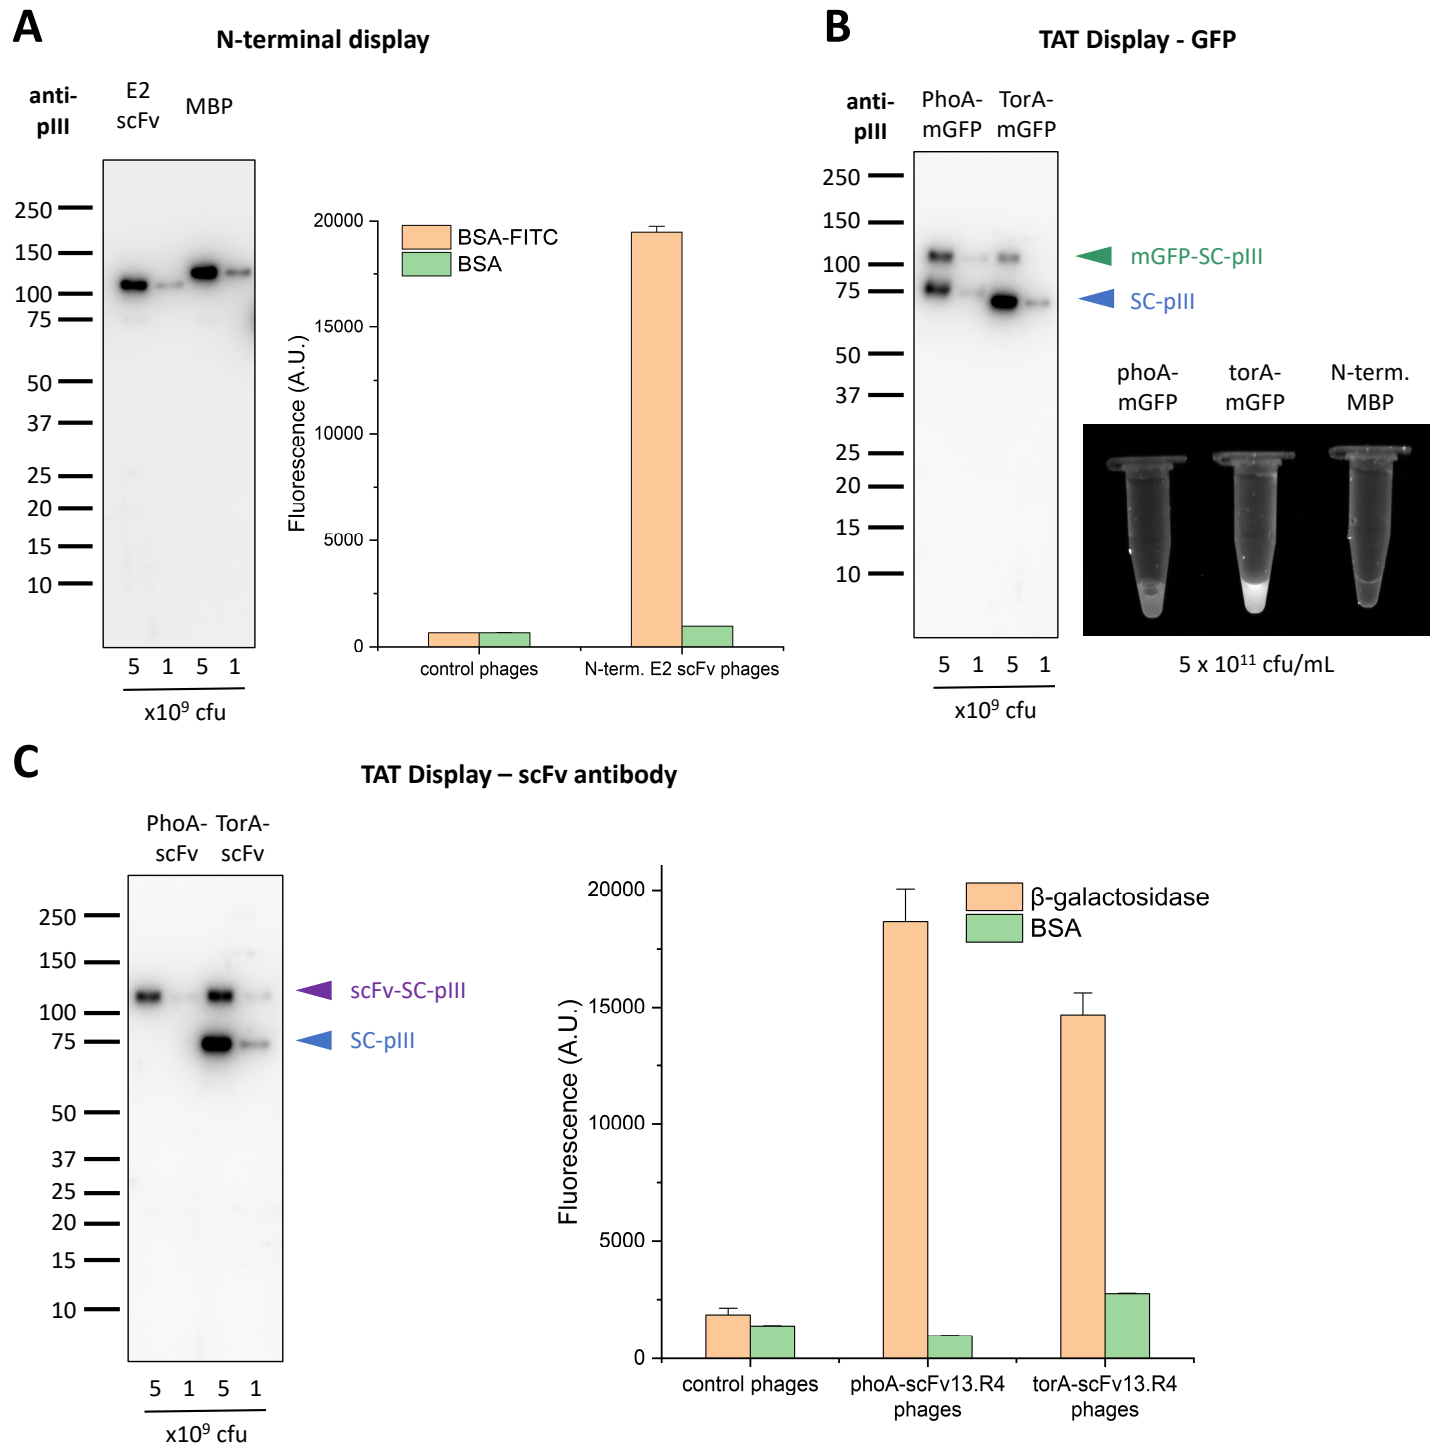 A
N-terminal display
anti-
pIII
E2
scFv
MBP
250
150
100
75
50
37
25
20
15
10
5 1 5 1
x10⁹ cfu
Fluorescence (A.U.)
20000
15000
10000
5000
0
BSA-FITC
BSA
control phages
N-term. E2 scFv phages
B
TAT Display - GFP
anti-
pIII
PhoA-
mGFP
TorA-
mGFP
250
150
100
75
50
37
25
20
15
10
mGFP-SC-pIII
SC-pIII
5 1 5 1
x10⁹ cfu
phoA-
mGFP
torA-
mGFP
N-term.
MBP
5 x 10¹¹ cfu/mL
C
TAT Display – scFv antibody
PhoA-
scFv
TorA-
scFv
250
150
100
75
50
37
25
20
15
10
scFv-SC-pIII
SC-pIII
5 1 5 1
x10⁹ cfu
Fluorescence (A.U.)
20000
15000
10000
5000
0
β-galactosidase
BSA
control phages
phoA-scFv13.R4
phages
torA-scFv13.R4
phages